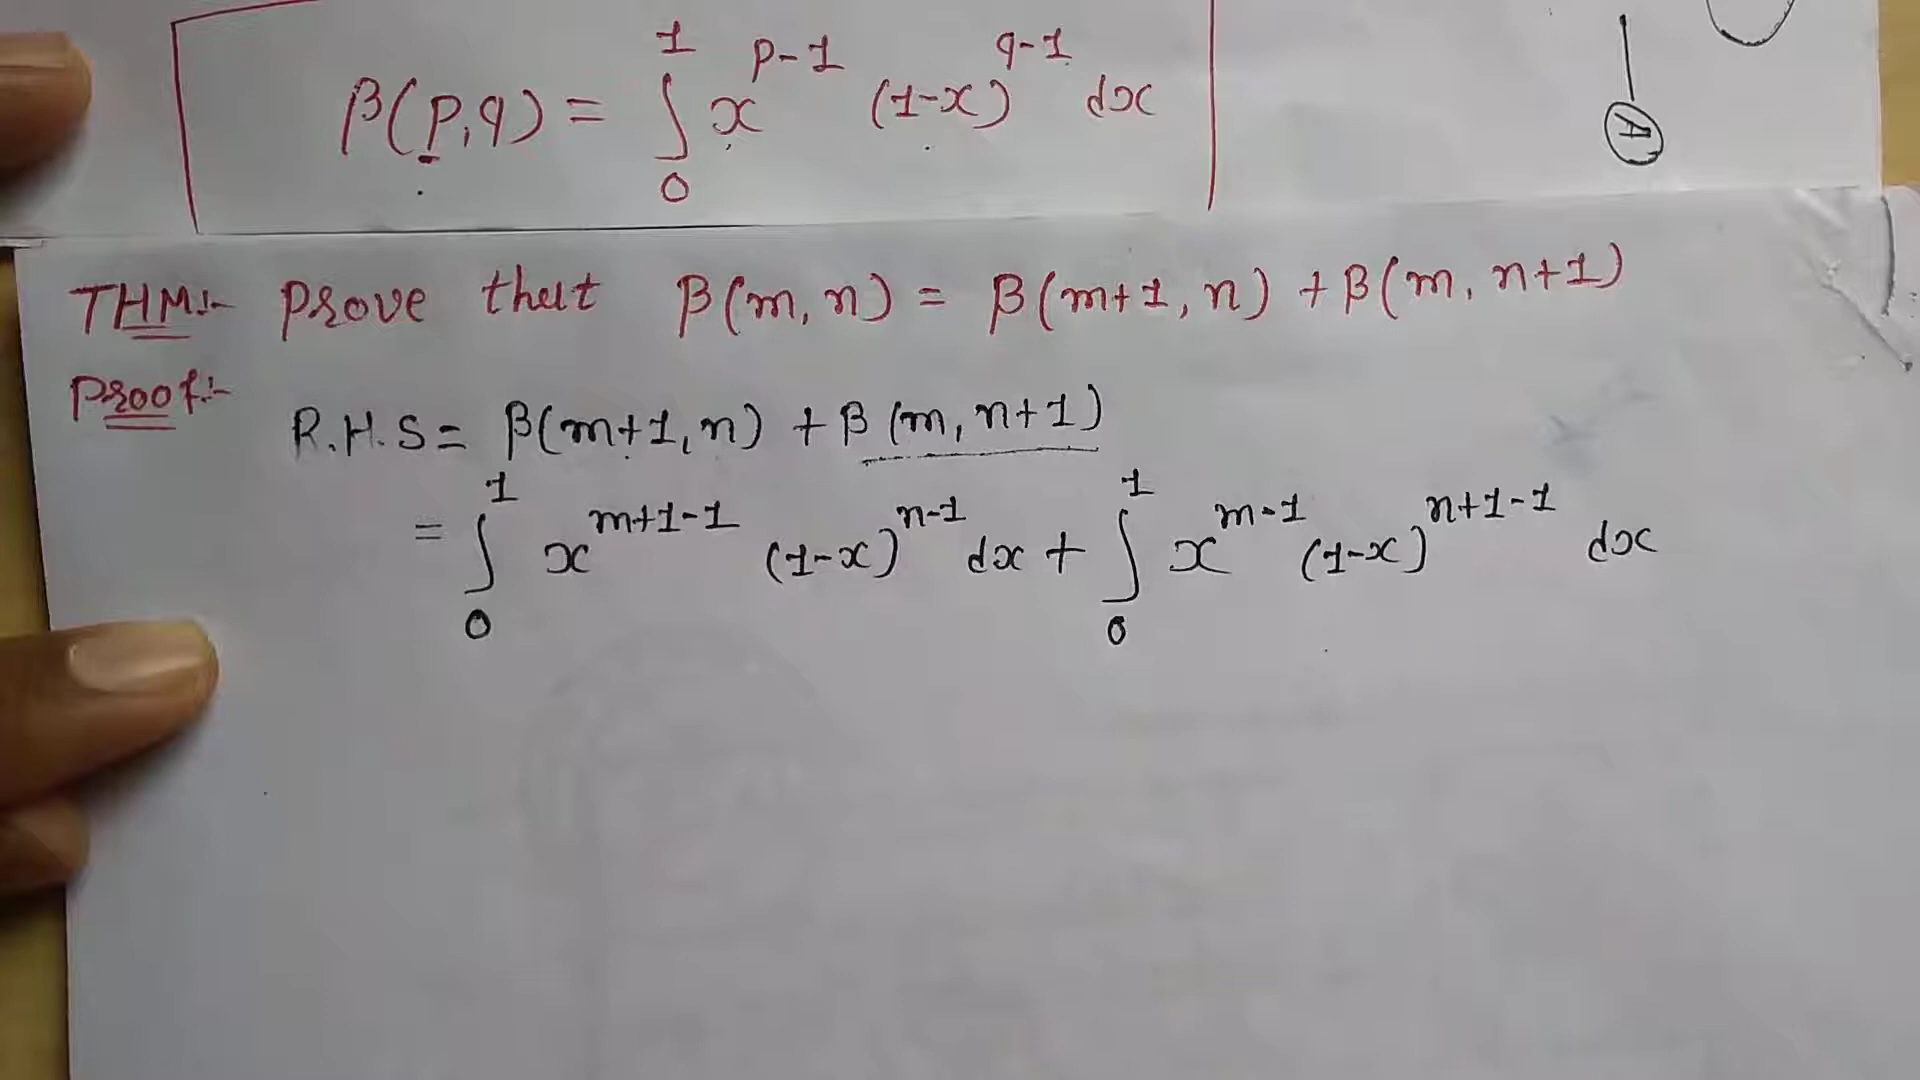 β(p,q) = ∫₀¹ x^(p-1) (1-x)^(q-1) dx
A
THM:- Prove that β(m,n) = β(m+1,n) + β(m,n+1)
Proof:-
R.H.S = β(m+1,n) + β(m,n+1)
= ∫₀¹ x^(m+1-1) (1-x)^(n-1) dx + ∫₀¹ x^(m-1) (1-x)^(n+1-1) dx